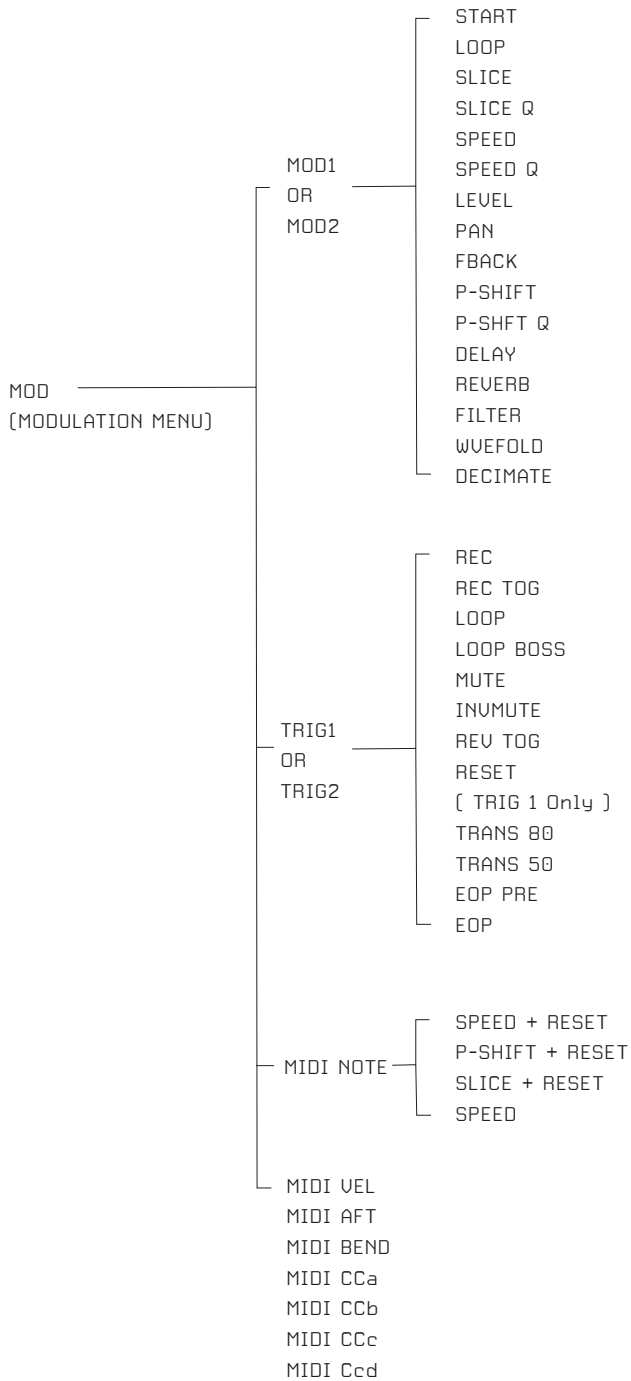 MOD
(MODULATION MENU)
MOD1
OR
MOD2
START
LOOP
SLICE
SLICE Q
SPEED
SPEED Q
LEVEL
PAN
FBACK
P-SHIFT
P-SHFT Q
DELAY
REVERB
FILTER
WVEFOLD
DECIMATE
TRIG1
OR
TRIG2
REC
REC TOG
LOOP
LOOP BOSS
MUTE
INVMUTE
REV TOG
RESET
( TRIG 1 Only )
TRANS 80
TRANS 50
EOP PRE
EOP
MIDI NOTE
SPEED + RESET
P-SHIFT + RESET
SLICE + RESET
SPEED
MIDI VEL
MIDI AFT
MIDI BEND
MIDI CCa
MIDI CCb
MIDI CCc
MIDI Ccd